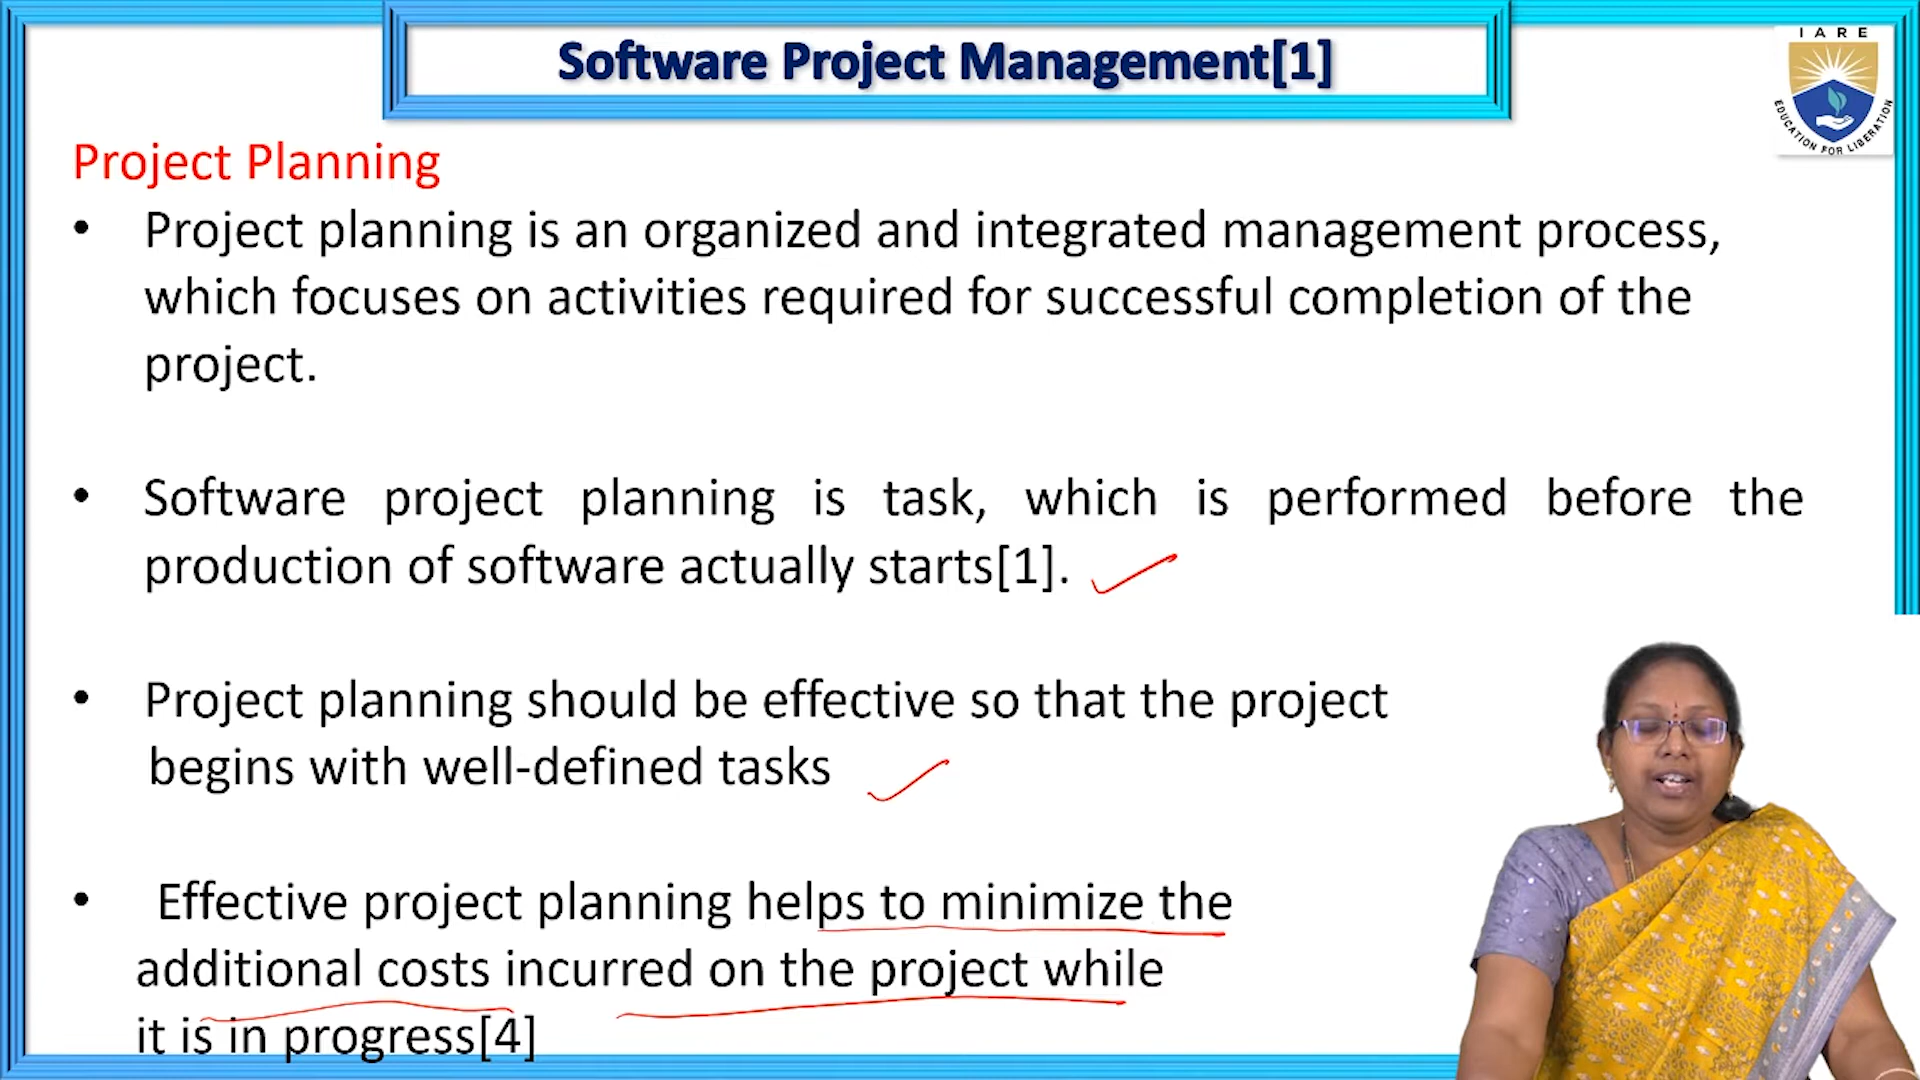 Software Project Management[1]
IARE
EDUCATION FOR LIBERATION
Project Planning
• Project planning is an organized and integrated management process,
which focuses on activities required for successful completion of the
project.
• Software project planning is task, which is performed before the
production of software actually starts[1].
• Project planning should be effective so that the project
begins with well-defined tasks
• Effective project planning helps to minimize the
additional costs incurred on the project while
it is in progress[4]